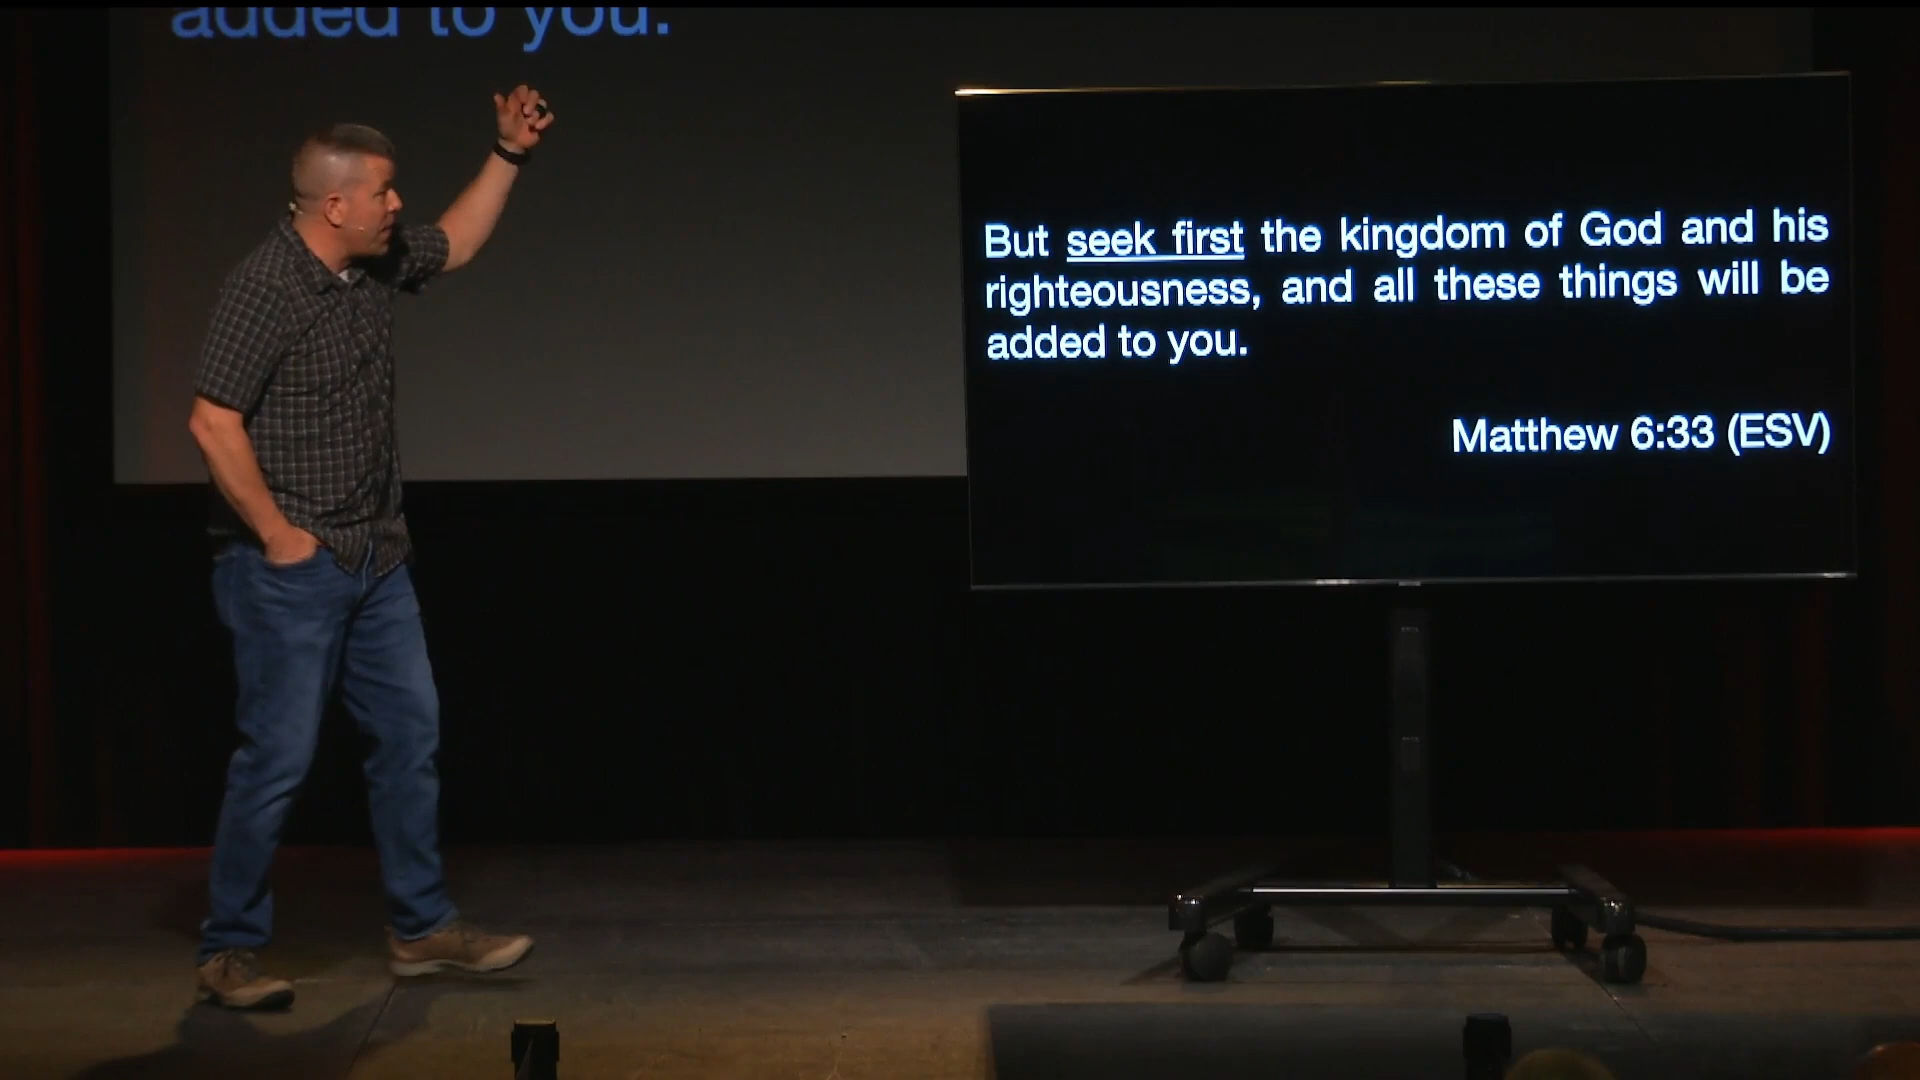 added to you.
But seek first the kingdom of God and his
righteousness, and all these things will be
added to you.
Matthew 6:33 (ESV)